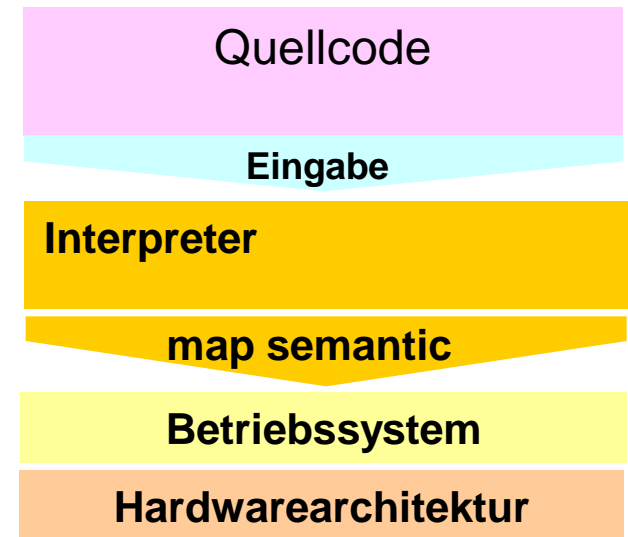 Quellcode
Eingabe
Interpreter
map semantic
Betriebssystem
Hardwarearchitektur